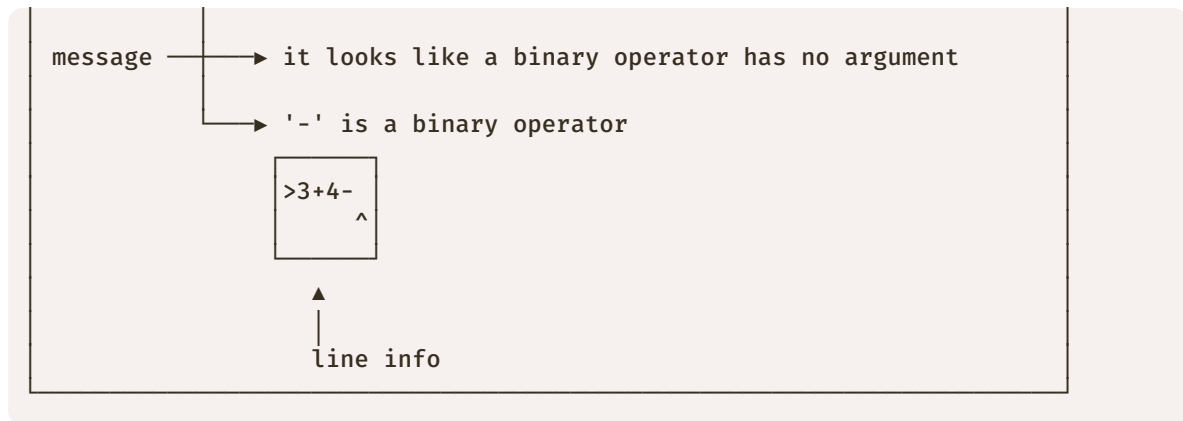 message ──────▶ it looks like a binary operator has no argument
'-' is a binary operator
>3+4-
^
line info